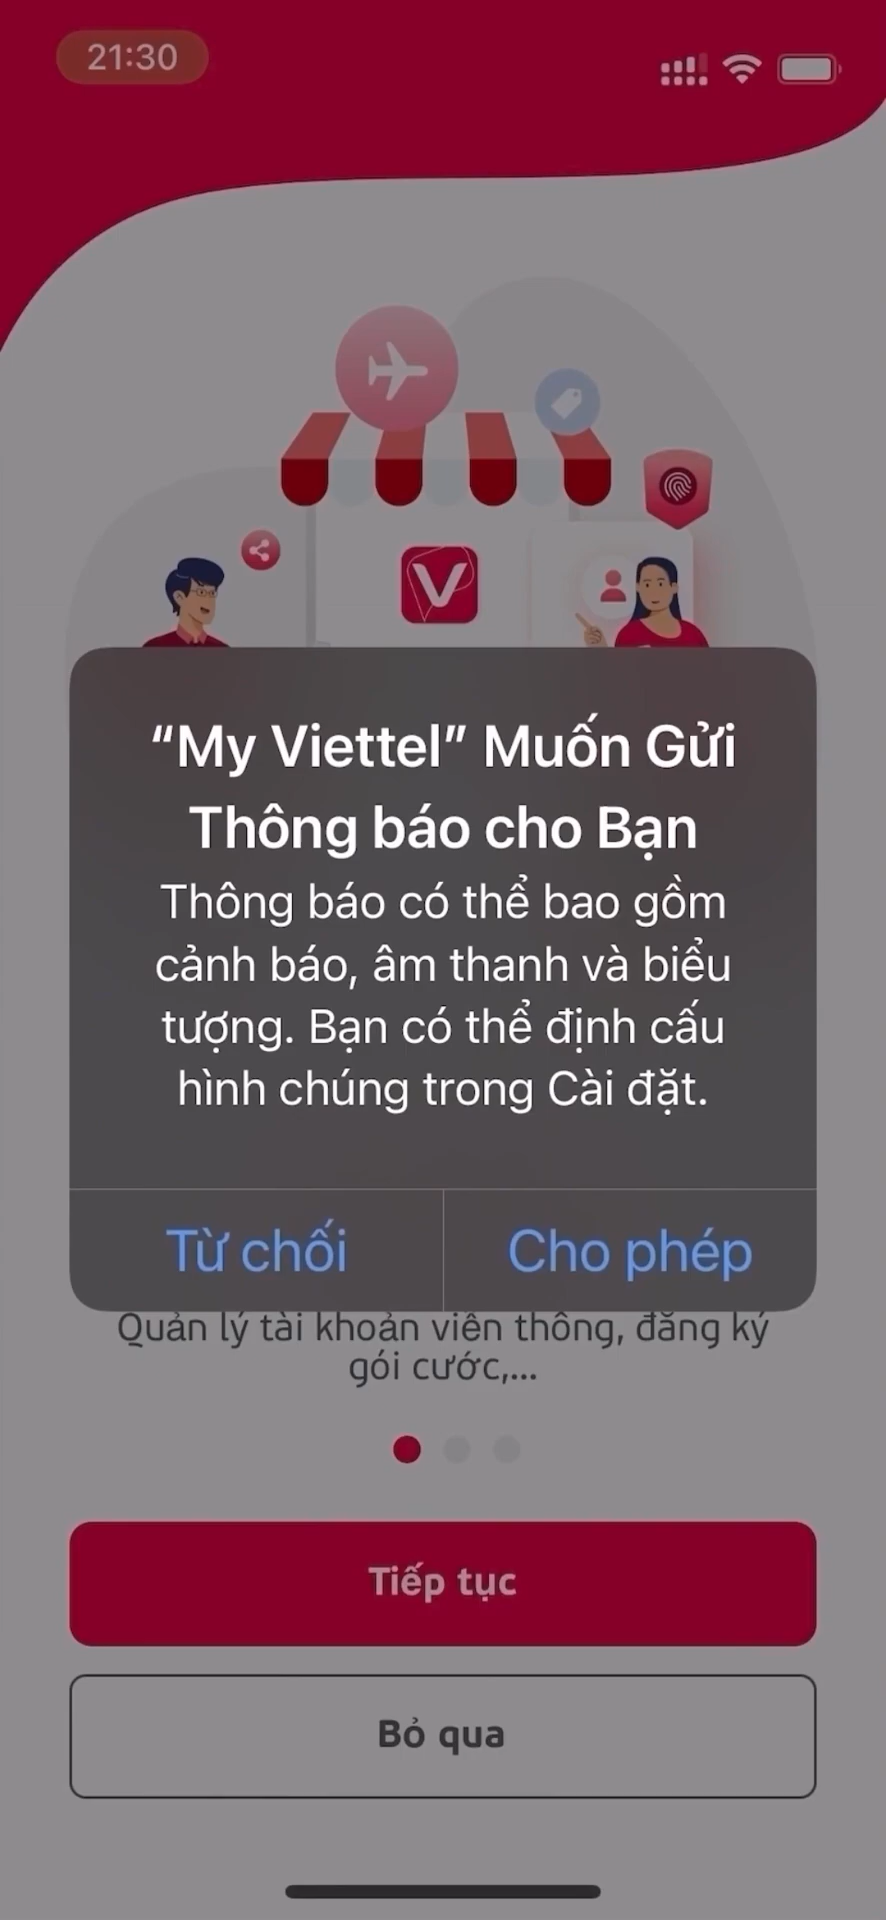 21:30
“My Viettel” Muốn Gửi
Thông báo cho Bạn
Thông báo có thể bao gồm
cảnh báo, âm thanh và biểu
tượng. Bạn có thể định cấu
hình chúng trong Cài đặt.
Từ chối
Cho phép
Quản lý tài khoản viễn thông, đăng ký
gói cước,...
Tiếp tục
Bỏ qua